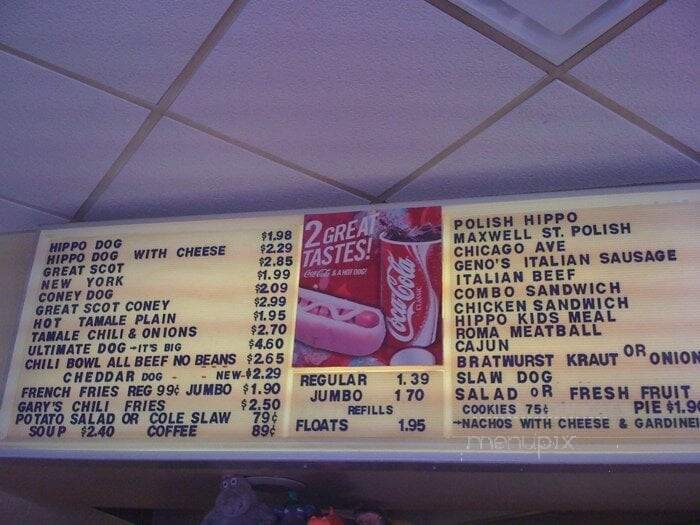 HIPPO DOG $1.98
HIPPO DOG WITH CHEESE $2.29
GREAT SCOT $2.85
NEW YORK $1.99
CONEY DOG $2.09
GREAT SCOT CONEY $2.99
HOT TAMALE PLAIN $1.95
TAMALE CHILI & ONIONS $2.70
ULTIMATE DOG -IT'S BIG $4.60
CHILI BOWL ALL BEEF NO BEANS $2.65
CHEDDAR DOG - - NEW-$2.29
FRENCH FRIES REG 99¢ JUMBO $1.90
GARY'S CHILI FRIES $2.50
POTATO SALAD OR COLE SLAW 79¢
SOUP $2.40 COFFEE 89¢
2 GREAT
TASTES!
Coca-Cola & A HOT DOG!
Coca-Cola
CLASSIC
REGULAR 1.39
JUMBO 1 70
REFILLS
FLOATS 1.95
POLISH HIPPO
MAXWELL ST. POLISH
CHICAGO AVE
GENO'S ITALIAN SAUSAGE
ITALIAN BEEF
COMBO SANDWICH
CHICKEN SANDWICH
HIPPO KIDS MEAL
ROMA MEATBALL
CAJUN
BRATWURST KRAUT OR ONION
SLAW DOG
SALAD OR FRESH FRUIT
COOKIES 75¢ PIE $1.9
NACHOS WITH CHEESE & GARDINEI
menupix